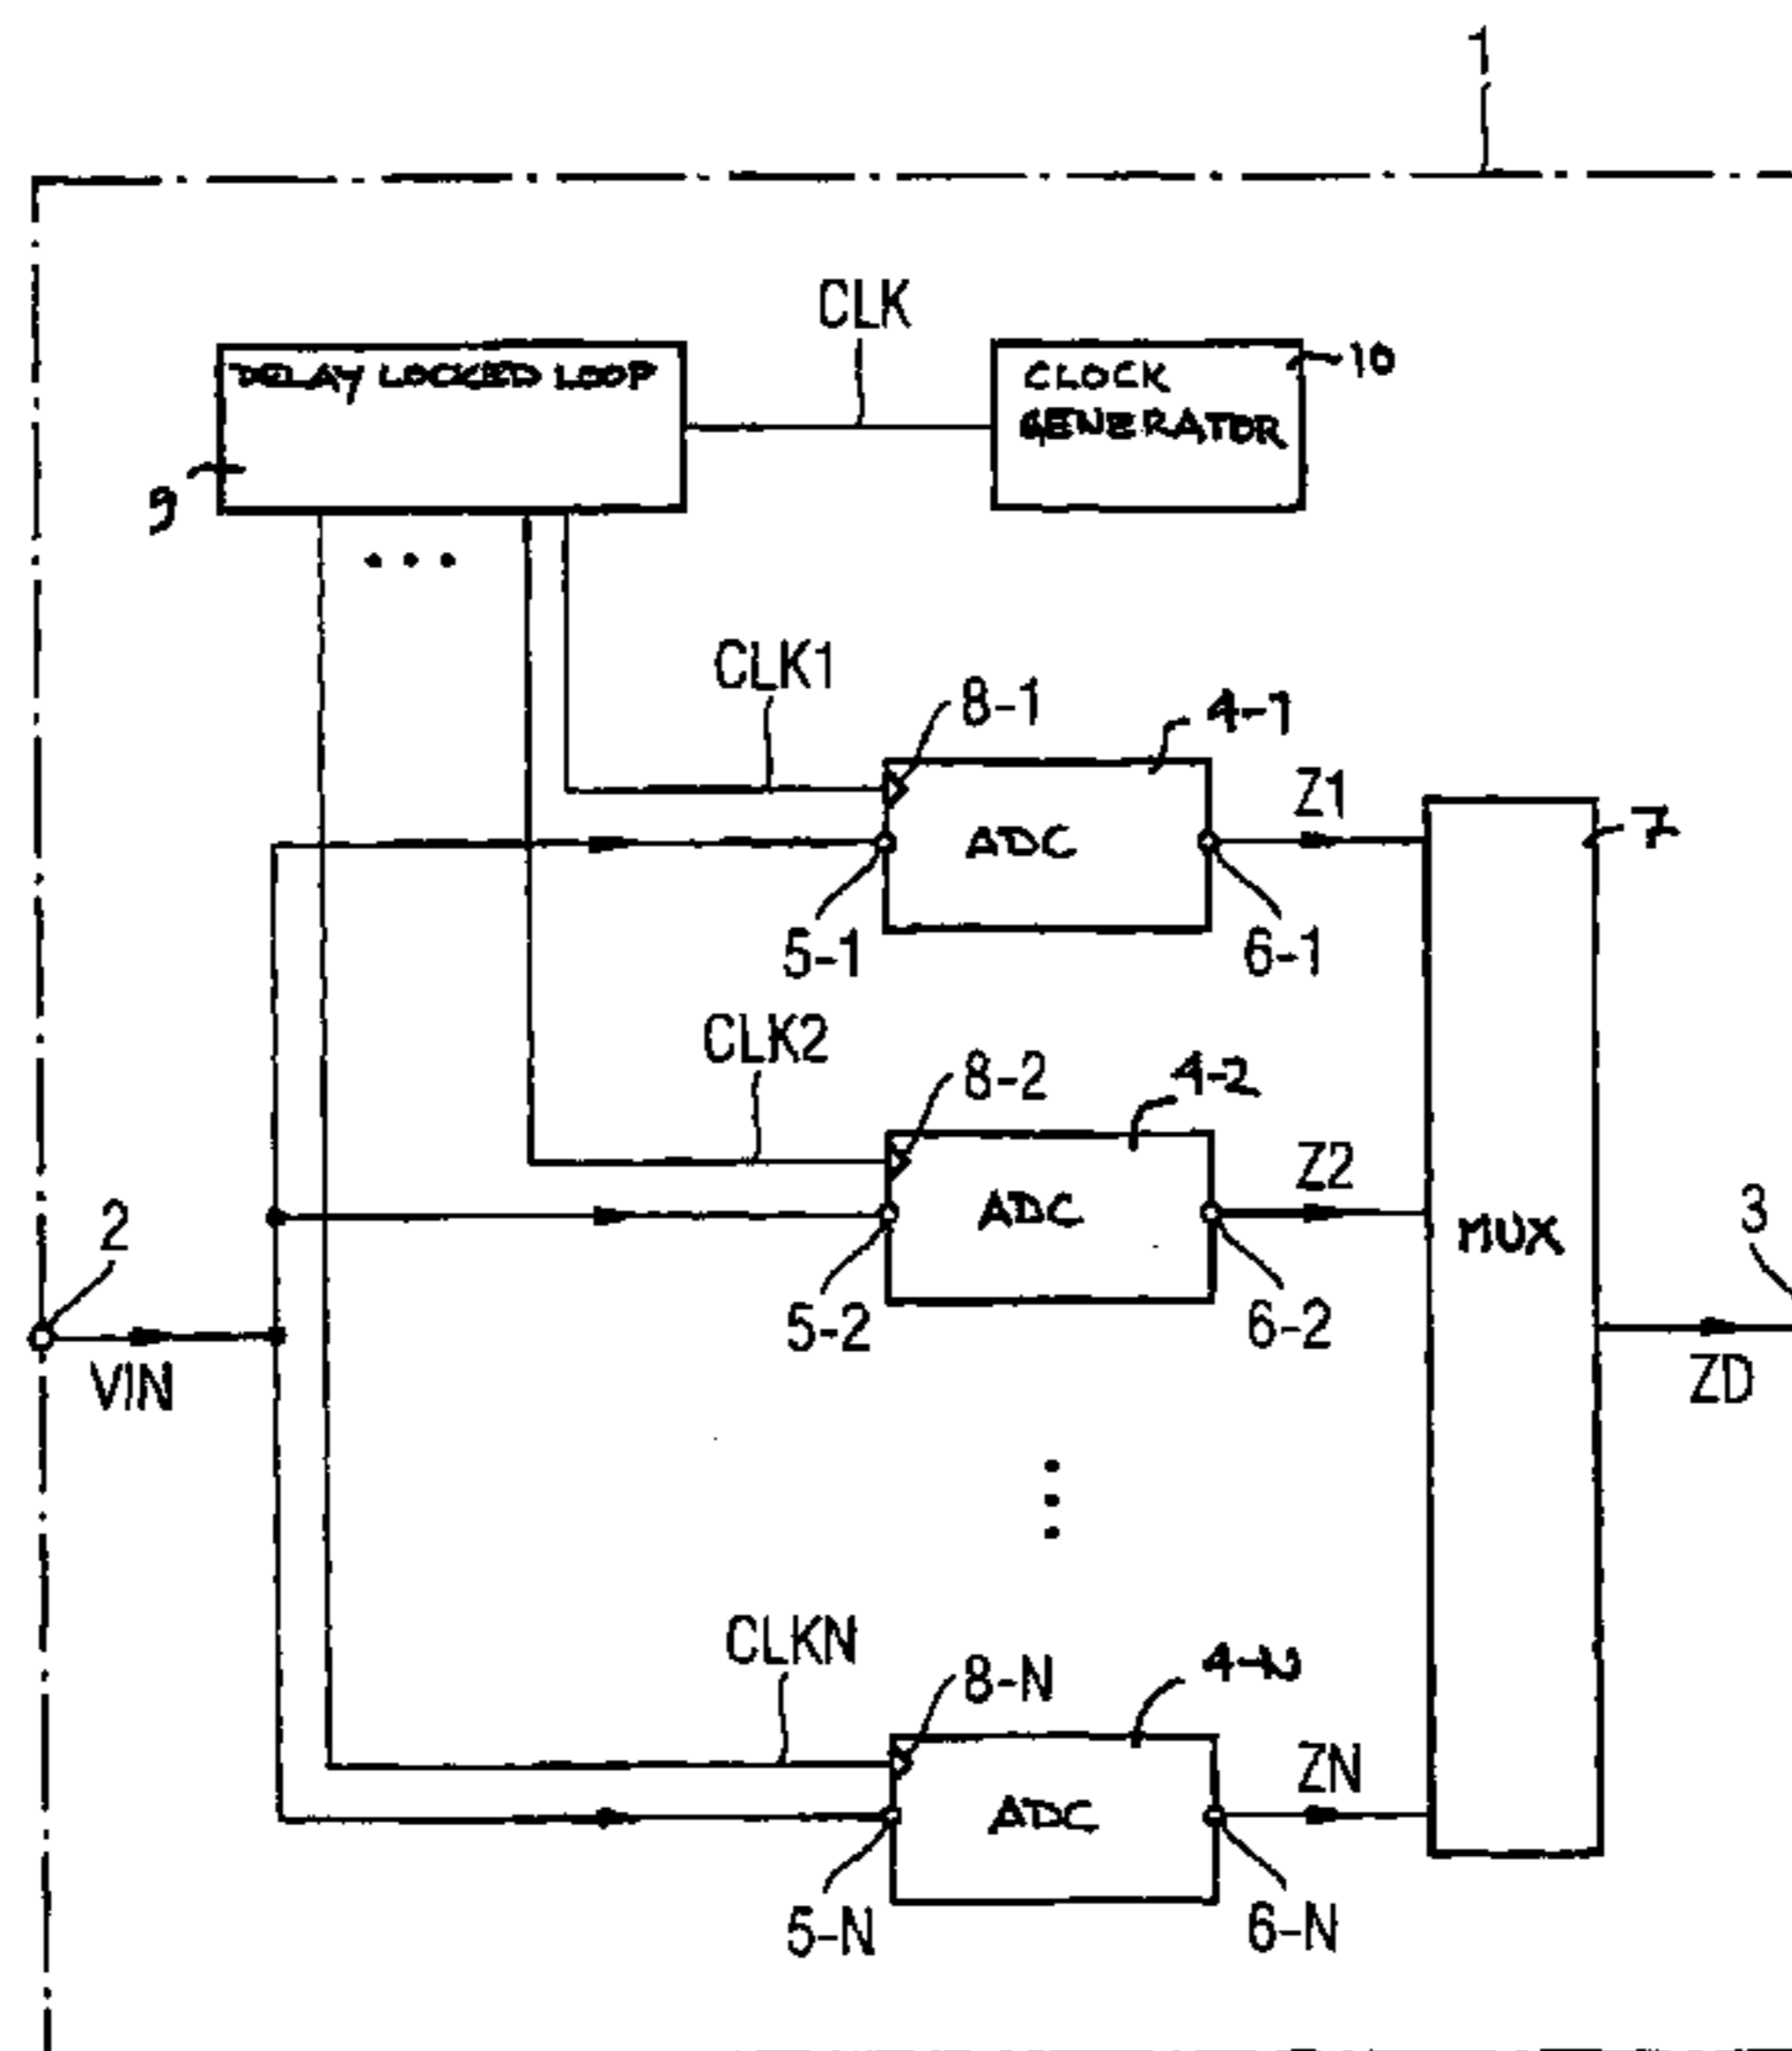 1
CLK
DELAY LOCKED LOOP
CLOCK
GENERATOR
10
9
CLK1
8-1
4-1
ADC
Z1
7
5-1
6-1
CLK2
8-2
4-2
ADC
Z2
MUX
2
3
VIN
5-2
6-2
ZD
CLKN
8-N
4-N
ADC
ZN
5-N
6-N